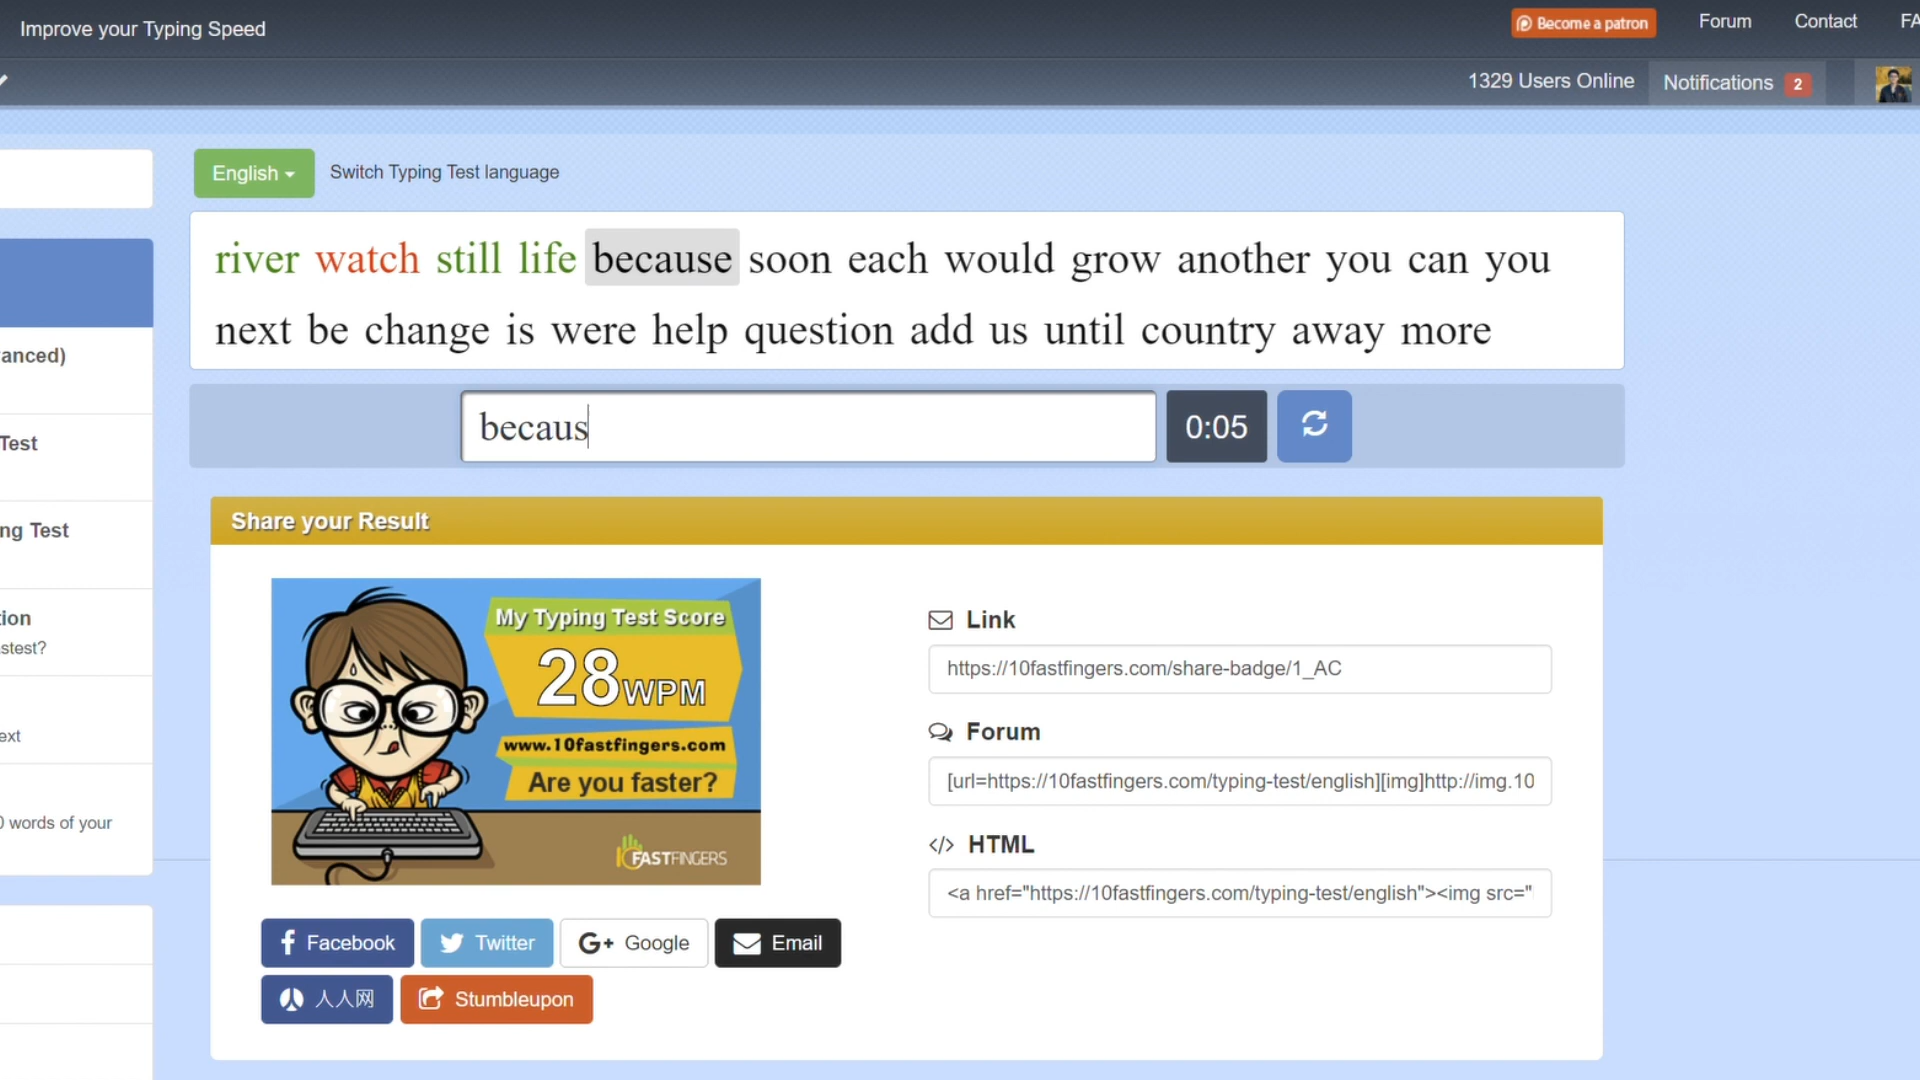 Improve your Typing Speed
Become a patron
Forum
Contact
FA
1329 Users Online
Notifications 2
English
Switch Typing Test language
river watch still life because soon each would grow another you can you
next be change is were help question add us until country away more
becaus
0:05
anced)
Test
ng Test
tion
stest?
ext
0 words of your
Share your Result
My Typing Test Score
28 WPM
www.10fastfingers.com
Are you faster?
10FASTFINGERS
Link
https://10fastfingers.com/share-badge/1_AC
Forum
[url=https://10fastfingers.com/typing-test/english][img]http://img.10
HTML
<a href="https://10fastfingers.com/typing-test/english"><img src="
Facebook
Twitter
G+ Google
Email
人人网
Stumbleupon